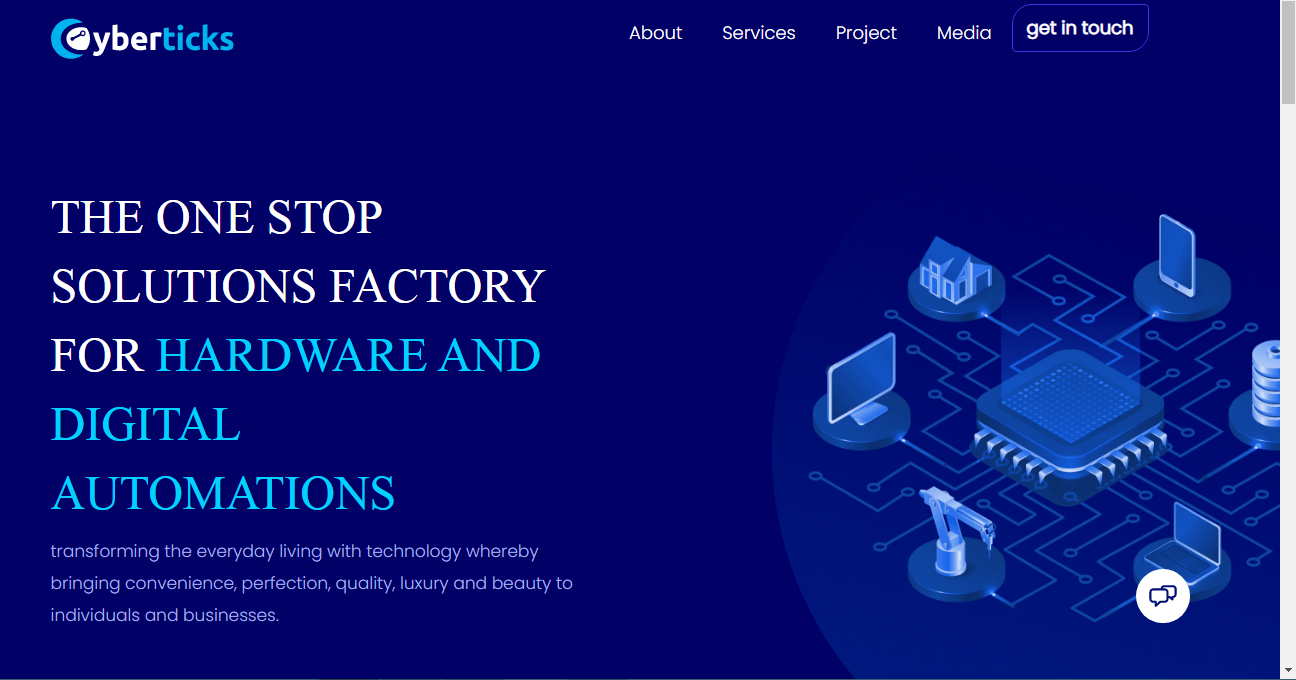 Cyberticks
About Services Project Media get in touch
THE ONE STOP
SOLUTIONS FACTORY
FOR HARDWARE AND
DIGITAL
AUTOMATIONS
transforming the everyday living with technology whereby
bringing convenience, perfection, quality, luxury and beauty to
individuals and businesses.